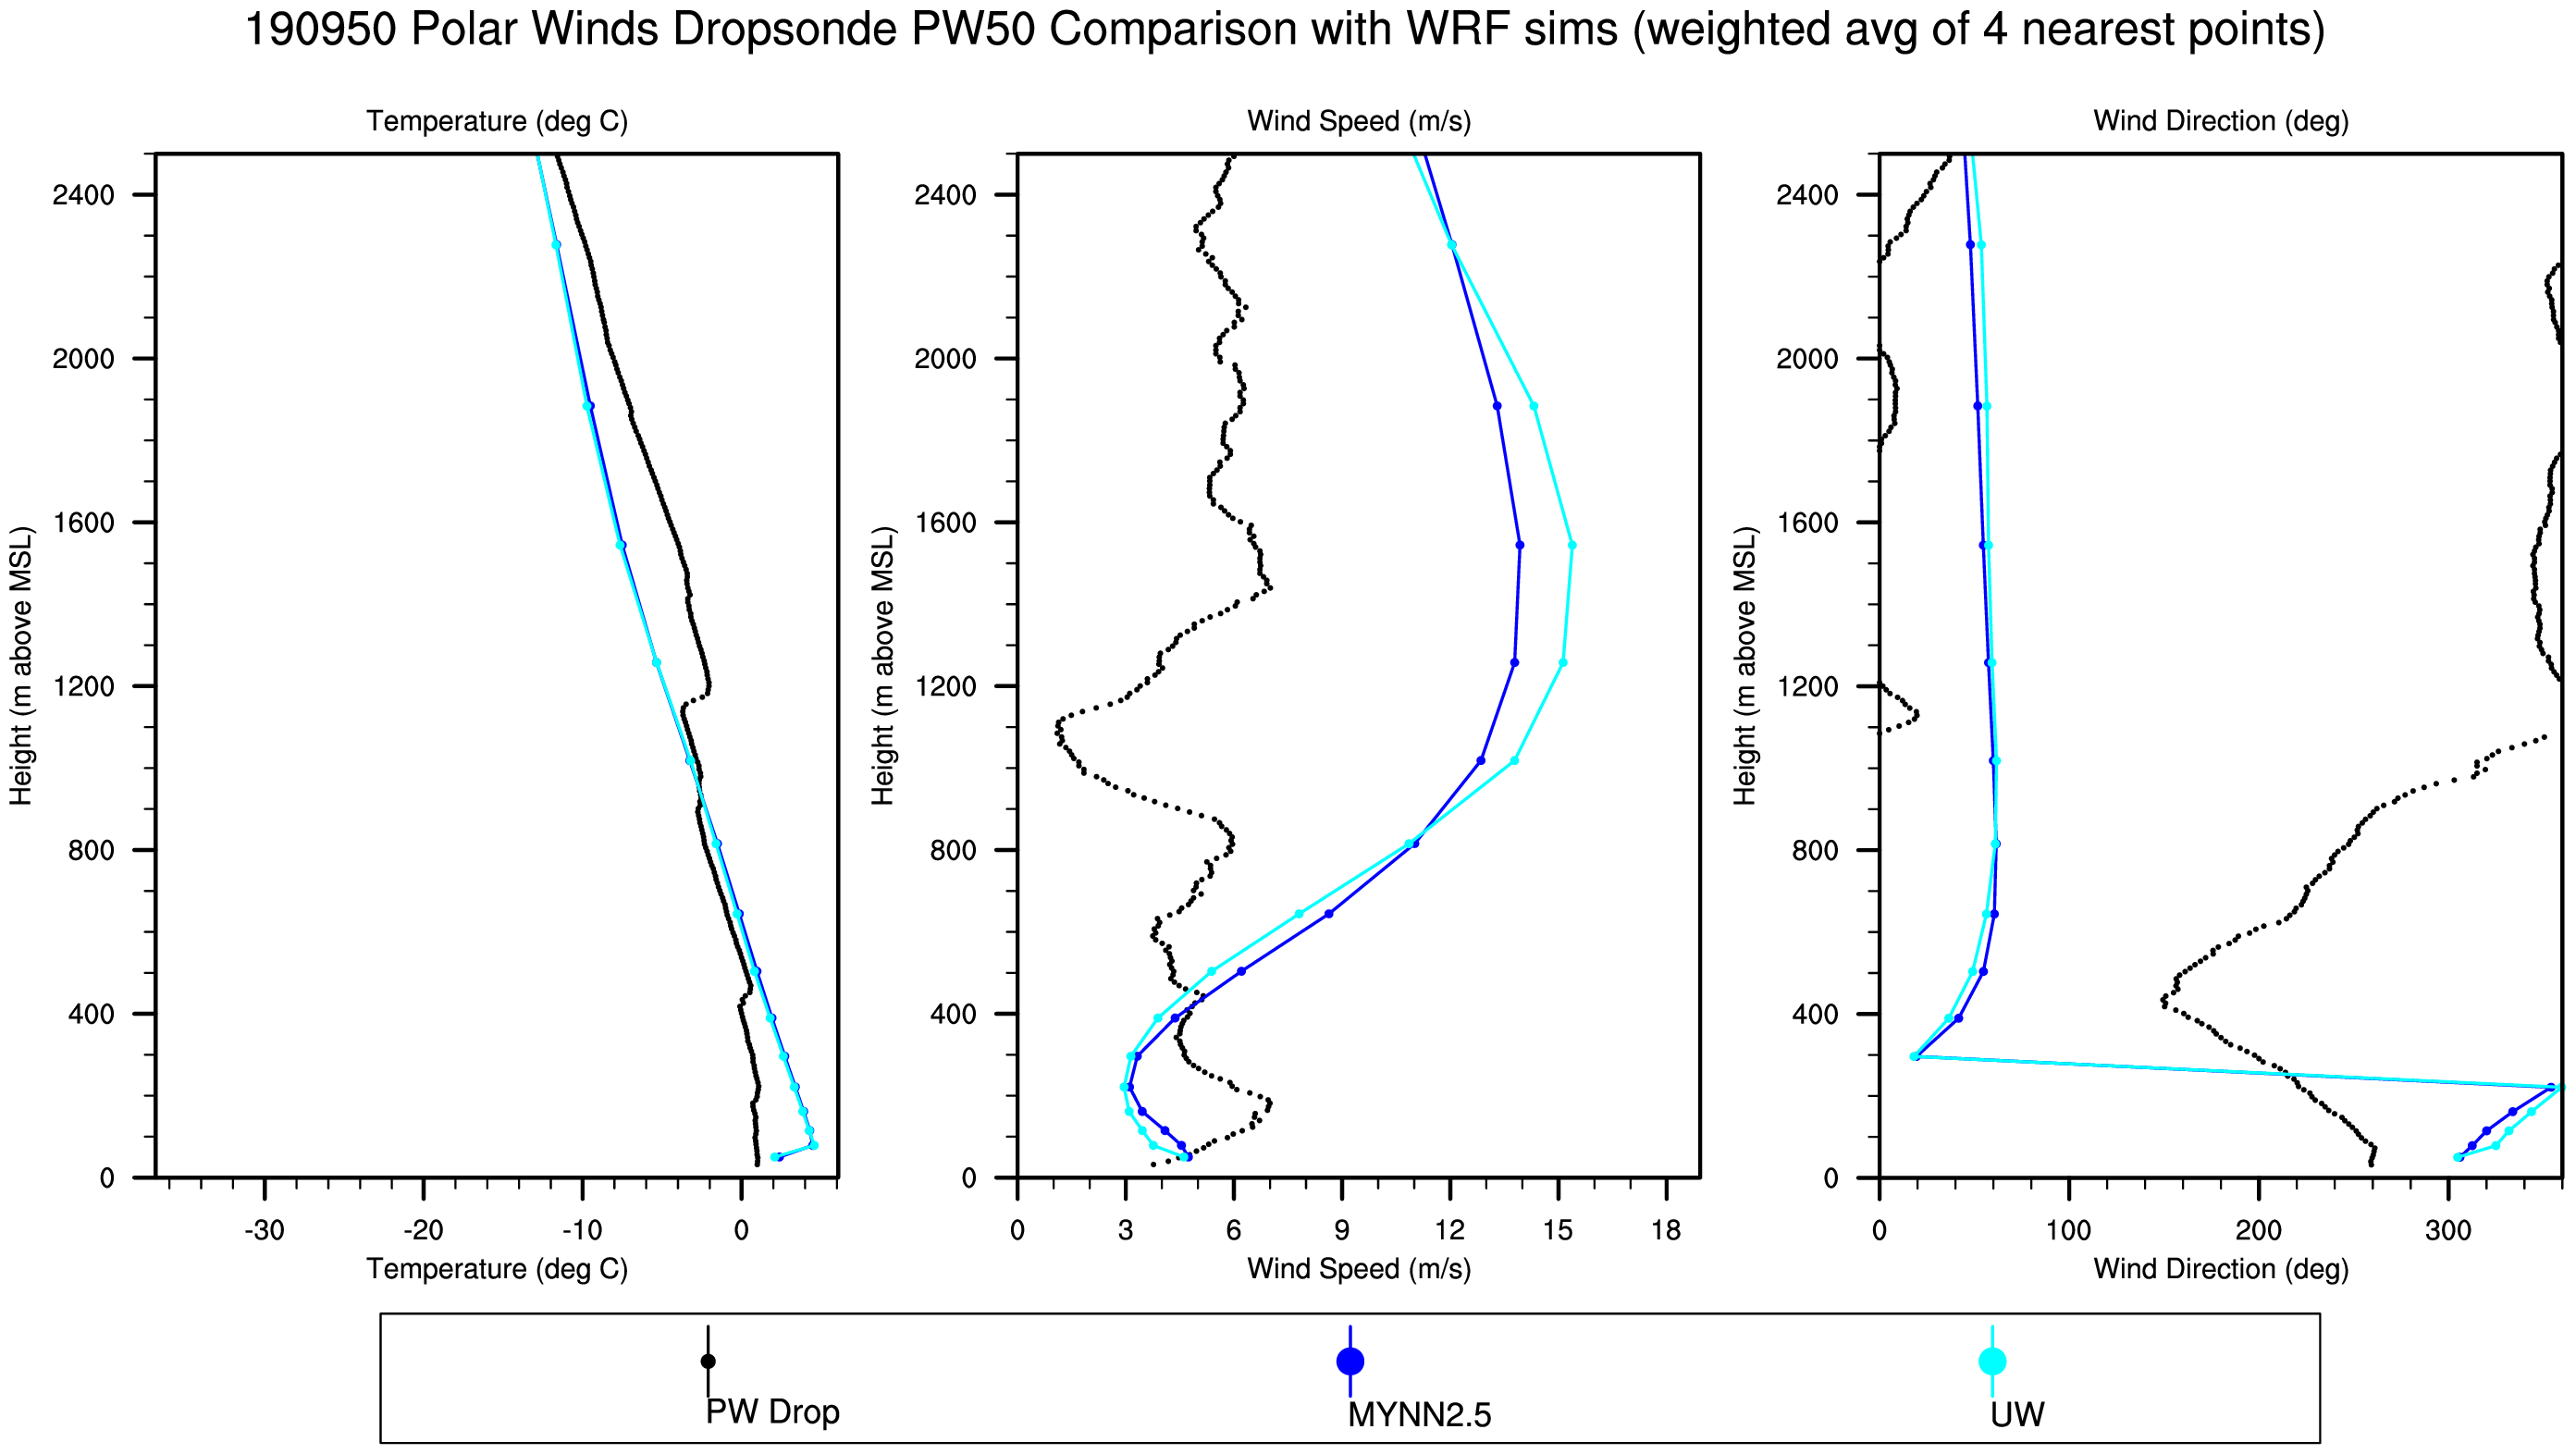 190950 Polar Winds Dropsonde PW50 Comparison with WRF sims (weighted avg of 4 nearest points)
Temperature (deg C)
Height (m above MSL)
2400
2000
1600
1200
800
400
0
-30 -20 -10 0
Temperature (deg C)
Wind Speed (m/s)
Height (m above MSL)
2400
2000
1600
1200
800
400
0
0 3 6 9 12 15 18
Wind Speed (m/s)
Wind Direction (deg)
Height (m above MSL)
2400
2000
1600
1200
800
400
0
0 100 200 300
Wind Direction (deg)
PW Drop MYNN2.5 UW